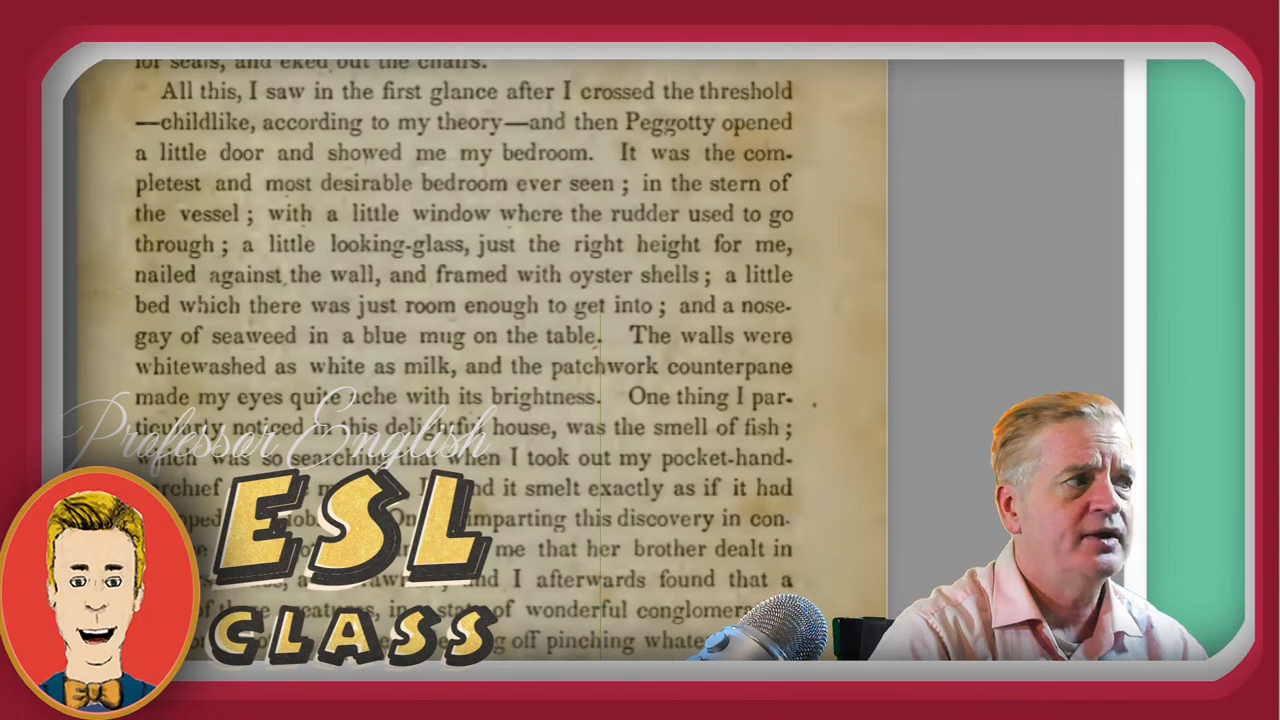 for seats, and eked out the chairs.
All this, I saw in the first glance after I crossed the threshold
—childlike, according to my theory—and then Peggotty opened
a little door and showed me my bedroom. It was the com-
pletest and most desirable bedroom ever seen ; in the stern of
the vessel ; with a little window where the rudder used to go
through ; a little looking-glass, just the right height for me,
nailed against the wall, and framed with oyster shells ; a little
bed which there was just room enough to get into ; and a nose-
gay of seaweed in a blue mug on the table. The walls were
whitewashed as white as milk, and the patchwork counterpane
made my eyes quite ache with its brightness. One thing I par-
ticularly noticed in this delightful house, was the smell of fish ;
which was so searching that when I took out my pocket-hand-
it smelt exactly as if it had
imparting this discovery in con-
me that her brother dealt in
and I afterwards found that a
of these creatures, in a state of wonderful
off pinching
Professor English
ESL
CLASS